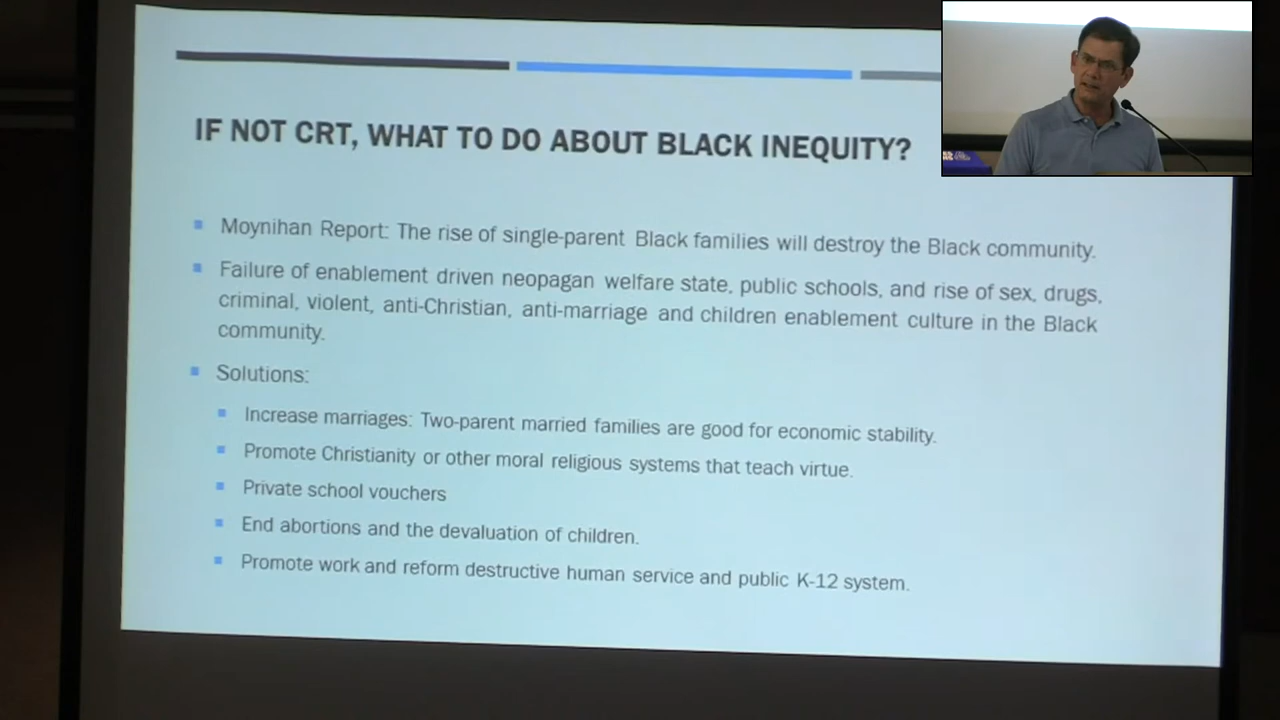 IF NOT CRT, WHAT TO DO ABOUT BLACK INEQUITY?
Moynihan Report: The rise of single-parent Black families will destroy the Black community.
Failure of enablement driven neopagan welfare state, public schools, and rise of sex, drugs,
criminal, violent, anti-Christian, anti-marriage and children enablement culture in the Black
community.
Solutions:
Increase marriages: Two-parent married families are good for economic stability.
Promote Christianity or other moral religious systems that teach virtue.
Private school vouchers
End abortions and the devaluation of children.
Promote work and reform destructive human service and public K-12 system.